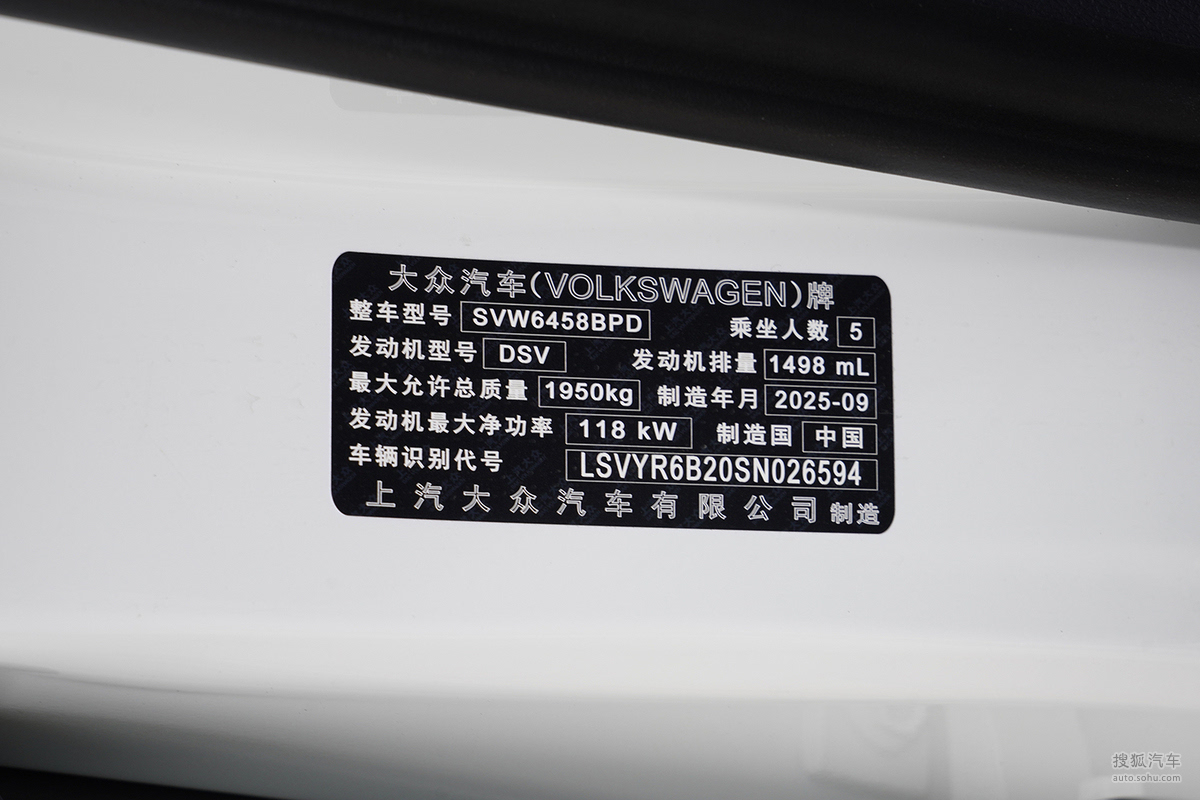 大众汽车(VOLKSWAGEN)牌
整车型号 SVW6458BPD 乘坐人数 5
发动机型号 DSV 发动机排量 1498 mL
最大允许总质量 1950kg 制造年月 2025-09
发动机最大净功率 118 kW 制造国 中国
车辆识别代号 LSVYR6B20SN026594
上汽大众汽车有限公司 制造
搜狐汽车
auto.sohu.com